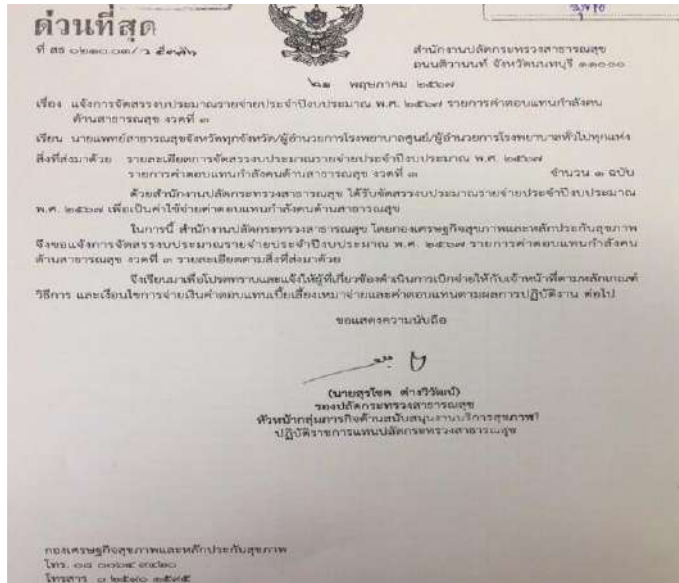 ด่วนที่สุด
ที่ สธ ๐๒๑๐.๐๓/ว
สำนักงานปลัดกระทรวงสาธารณสุข
ถนนติวานนท์ จังหวัดนนทบุรี ๑๑๐๐๐
๒๑ พฤษภาคม ๒๕๖๗
เรื่อง แจ้งการจัดสรรงบประมาณรายจ่ายประจำปีงบประมาณ พ.ศ. ๒๕๖๗ รายการค่าตอบแทนกำลังคน
ด้านสาธารณสุข งวดที่ ๓
เรียน นายแพทย์สาธารณสุขจังหวัดทุกจังหวัด/ผู้อำนวยการโรงพยาบาลศูนย์/ผู้อำนวยการโรงพยาบาลทั่วไปทุกแห่ง
สิ่งที่ส่งมาด้วย รายละเอียดการจัดสรรงบประมาณรายจ่ายประจำปีงบประมาณ พ.ศ. ๒๕๖๗
รายการค่าตอบแทนกำลังคนด้านสาธารณสุข งวดที่ ๓ จำนวน ๑ ฉบับ
ด้วยสำนักงานปลัดกระทรวงสาธารณสุข ได้รับจัดสรรงบประมาณรายจ่ายประจำปีงบประมาณ
พ.ศ. ๒๕๖๗ เพื่อเป็นค่าใช้จ่ายค่าตอบแทนกำลังคนด้านสาธารณสุข
ในการนี้ สำนักงานปลัดกระทรวงสาธารณสุข โดยกองเศรษฐกิจสุขภาพและหลักประกันสุขภาพ
จึงขอแจ้งการจัดสรรงบประมาณรายจ่ายประจำปีงบประมาณ พ.ศ. ๒๕๖๗ รายการค่าตอบแทนกำลังคน
ด้านสาธารณสุข งวดที่ ๓ รายละเอียดตามสิ่งที่ส่งมาด้วย
จึงเรียนมาเพื่อโปรดทราบและแจ้งให้ผู้ที่เกี่ยวข้องดำเนินการเบิกจ่ายให้กับเจ้าหน้าที่ตามหลักเกณฑ์
วิธีการ และเงื่อนไขการจ่ายเงินค่าตอบแทนเบี้ยเลี้ยงเหมาจ่ายและค่าตอบแทนตามผลการปฏิบัติงาน ต่อไป
ขอแสดงความนับถือ
(นายสุรโชค ต่างวิวัฒน์)
รองปลัดกระทรวงสาธารณสุข
หัวหน้ากลุ่มภารกิจด้านสนับสนุนงานบริการสุขภาพ
ปฏิบัติราชการแทนปลัดกระทรวงสาธารณสุข
กองเศรษฐกิจสุขภาพและหลักประกันสุขภาพ
โทร.
โทรสาร ๐ ๒๕๙๐ ๑๕๙๕